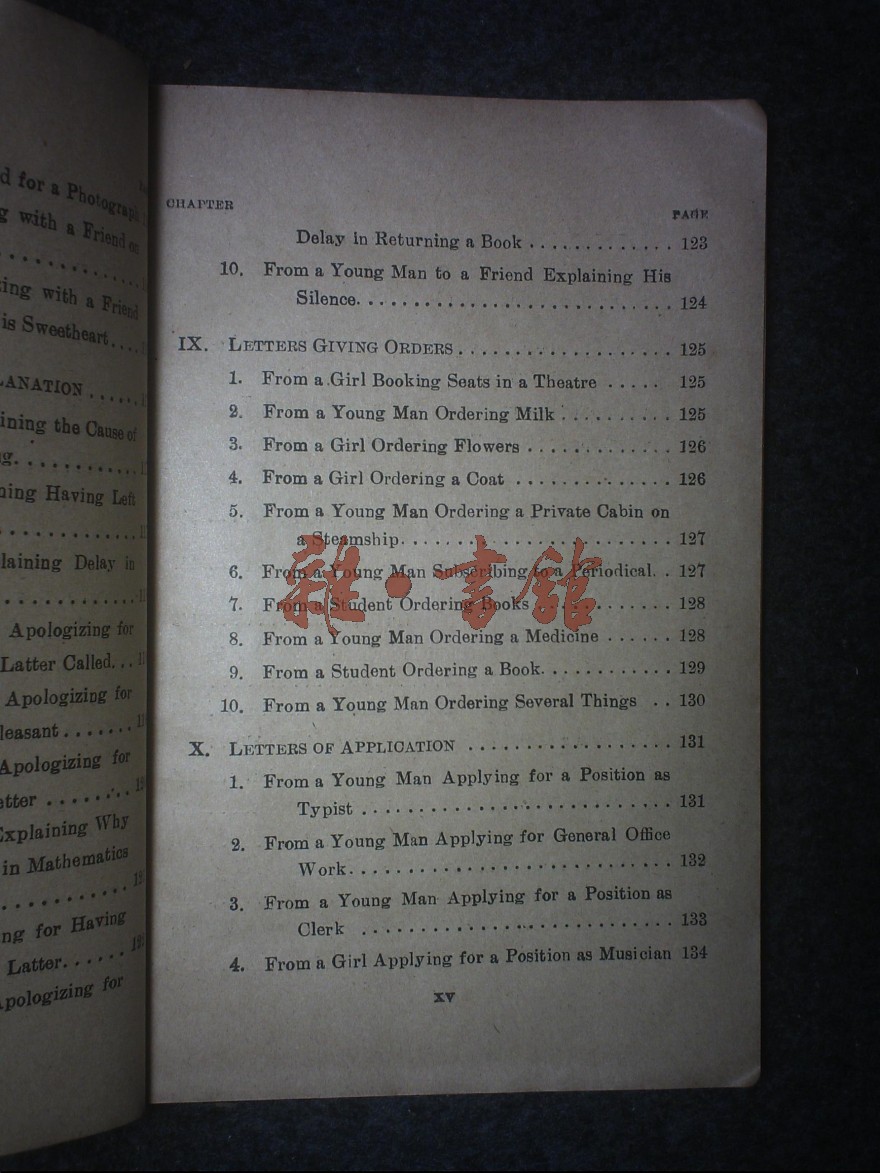 d for a Photograph
g with a Friend on
ing with a Friend
is Sweetheart....
LANATION ......
ining the Cause of
g............
ning Having Left
laining Delay in
Apologizing for
Latter Called...
Apologizing for
leasant.......
Apologizing for
etter ........
Explaining Why
in Mathematics
ng for Having
Latter......
Apologizing for
CHAPTER
PAGE
Delay in Returning a Book ............. 123
10. From a Young Man to a Friend Explaining His
Silence........................... 124
IX. LETTERS GIVING ORDERS.................. 125
1. From a Girl Booking Seats in a Theatre ..... 125
2. From a Young Man Ordering Milk .......... 125
3. From a Girl Ordering Flowers ............. 126
4. From a Girl Ordering a Coat .............. 126
5. From a Young Man Ordering a Private Cabin on
a Steamship....................... 127
6. From a Young Man Subscribing to a Periodical. . 127
7. From a Student Ordering Books ........... 128
8. From a Young Man Ordering a Medicine ...... 128
9. From a Student Ordering a Book............ 129
10. From a Young Man Ordering Several Things . . 130
X. LETTERS OF APPLICATION .................. 131
1. From a Young Man Applying for a Position as
Typist ........................... 131
2. From a Young Man Applying for General Office
Work............................ 132
3. From a Young Man Applying for a Position as
Clerk ........................... 133
4. From a Girl Applying for a Position as Musician 134
xv
雜·書館